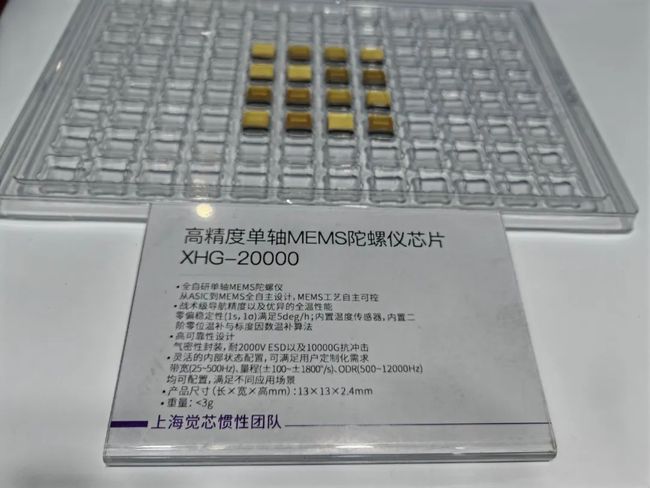 高精度单轴MEMS陀螺仪芯片
XHG-20000
•全自研单轴MEMS陀螺仪
从ASIC到MEMS全自主设计，MEMS工艺自主可控
•战术级导航精度以及优异的全温性能
零偏稳定性(1s, 1σ)满足5deg/h；内置温度传感器，内置二
阶零位温补与标度因数温补算法
•高可靠性设计
气密性封装，耐2000V ESD以及10000G抗冲击
•灵活的内部状态配置，可满足用户定制化需求
带宽(25~500Hz)、量程(±100~±1800°/s)、ODR(500~12000Hz)
均可配置，满足不同应用场景
•产品尺寸（长×宽×高mm）：13×13×2.4mm
•重量：<3g
上海觉芯惯性团队